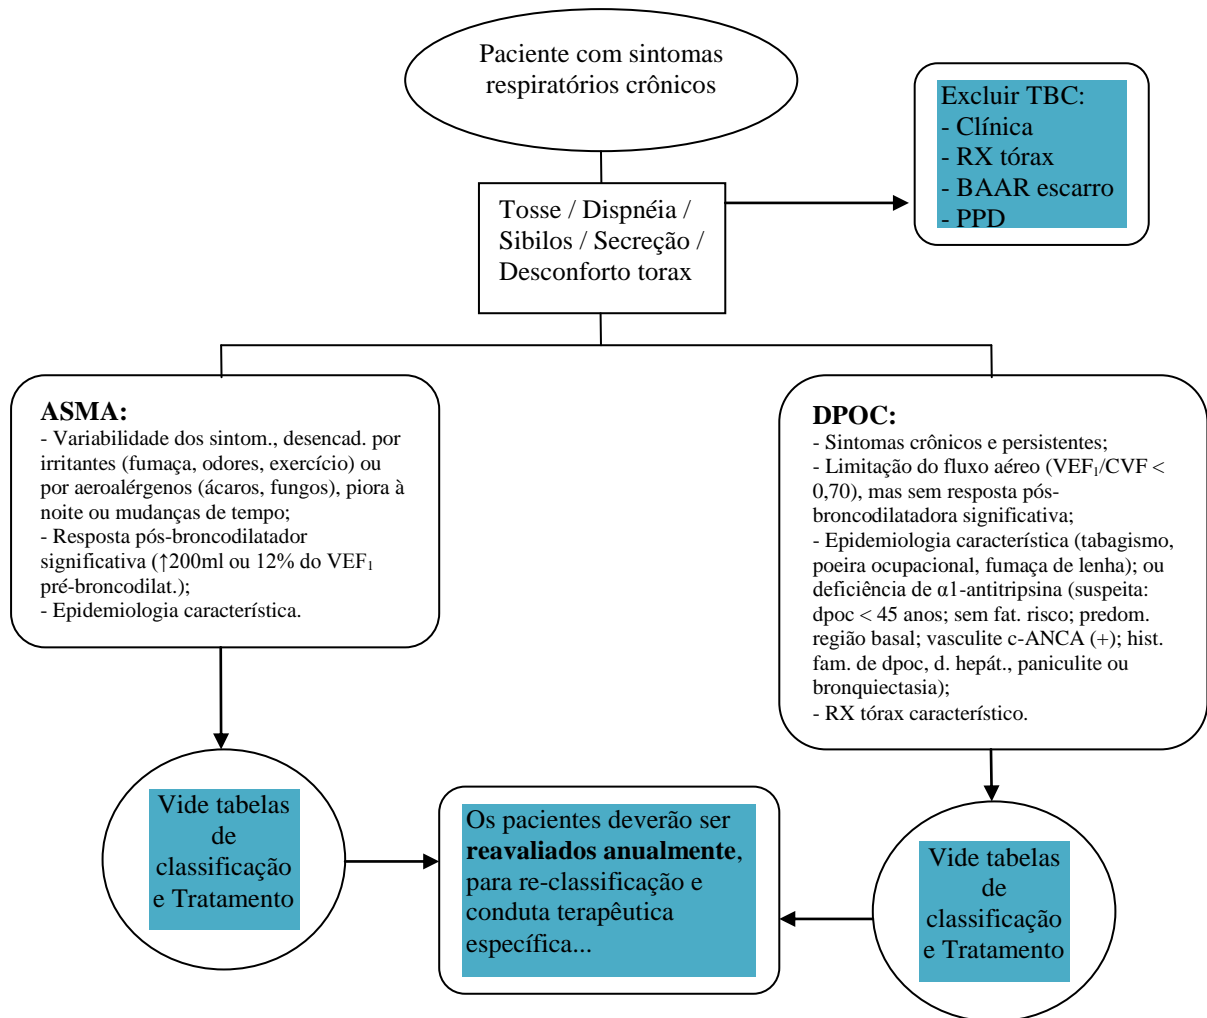 Paciente com sintomas
respiratórios crônicos
Excluir TBC:
- Clínica
- RX tórax
- BAAR escarro
- PPD
Tosse / Dispnéia /
Sibilos / Secreção /
Desconforto torax
ASMA:
- Variabilidade dos sintom., desencad. por
irritantes (fumaça, odores, exercício) ou
por aeroalérgenos (ácaros, fungos), piora à
noite ou mudanças de tempo;
- Resposta pós-broncodilatador
significativa (↑200ml ou 12% do VEF₁
pré-broncodilat.);
- Epidemiologia característica.
DPOC:
- Sintomas crônicos e persistentes;
- Limitação do fluxo aéreo (VEF₁/CVF <
0,70), mas sem resposta pós-
broncodilatadora significativa;
- Epidemiologia característica (tabagismo,
poeira ocupacional, fumaça de lenha); ou
deficiência de α1-antitripsina (suspeita:
dpoc < 45 anos; sem fat. risco; predom.
região basal; vasculite c-ANCA (+); hist.
fam. de dpoc, d. hepát., paniculite ou
bronquiectasia);
- RX tórax característico.
Vide tabelas
de
classificação
e Tratamento
Os pacientes deverão ser
reavaliados anualmente,
para re-classificação e
conduta terapêutica
específica...
Vide tabelas
de
classificação
e Tratamento